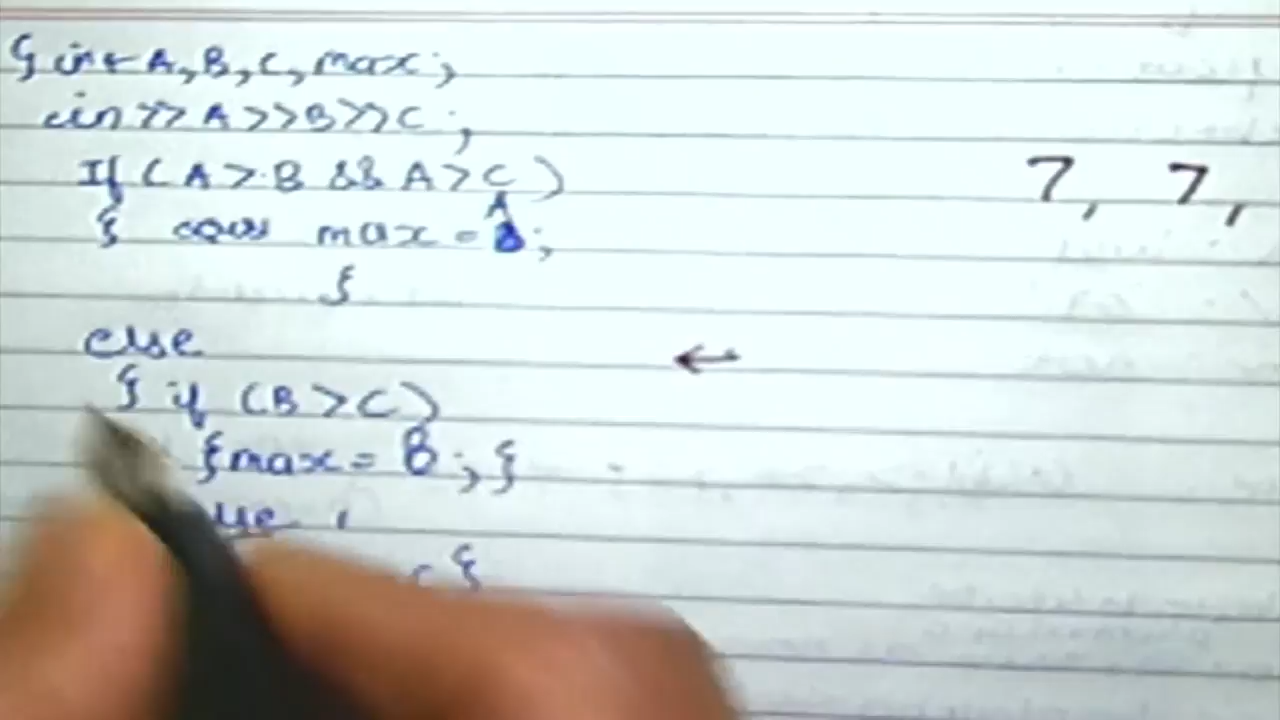 { int A, B, C, max;
cin >> A >> B >> C ;
If ( A > B && A > C )
{ max = A ;
}
7, 7,
else
{ if (B > C)
{max = B ; }